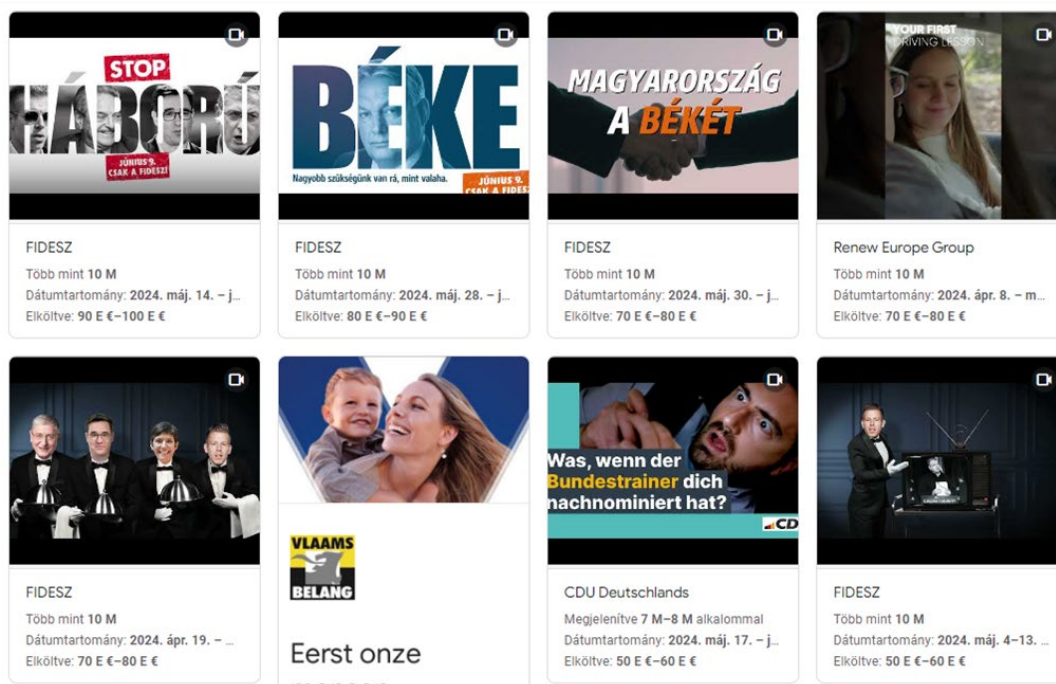 STOP
HÁBORÚ
JÚNIUS 9.
CSAK A FIDESZ!
FIDESZ
Több mint 10 M
Dátumtartomány: 2024. máj. 14. – j...
Elköltve: 90 E €–100 E €
BÉKE
Nagyobb szükségünk van rá, mint valaha.
JÚNIUS 9.
CSAK A FIDESZ
FIDESZ
Több mint 10 M
Dátumtartomány: 2024. máj. 28. – j...
Elköltve: 80 E €–90 E €
MAGYARORSZÁG
A BÉKÉT
FIDESZ
Több mint 10 M
Dátumtartomány: 2024. máj. 30. – j...
Elköltve: 70 E €–80 E €
YOUR FIRST
DRIVING LESSON
Renew Europe Group
Több mint 10 M
Dátumtartomány: 2024. ápr. 8. – m...
Elköltve: 70 E €–80 E €
FIDESZ
Több mint 10 M
Dátumtartomány: 2024. ápr. 19. – ...
Elköltve: 70 E €–80 E €
VLAAMS
BELANG
Eerst onze
Was, wenn der
Bundestrainer dich
nachnominiert hat?
CD
CDU Deutschlands
Megjelenítve 7 M–8 M alkalommal
Dátumtartomány: 2024. máj. 17. – j...
Elköltve: 50 E €–60 E €
FIDESZ
Több mint 10 M
Dátumtartomány: 2024. máj. 4–13. ...
Elköltve: 50 E €–60 E €